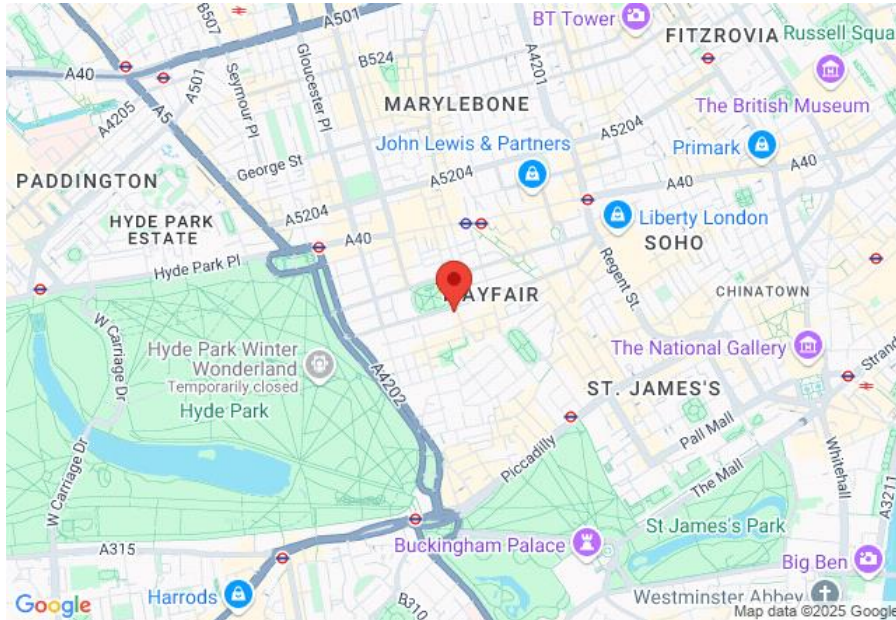 A501
B507
BT Tower
FITZROVIA
Russell Squa
A40
A501
Seymour Pl
Gloucester Pl
B524
A4201
The British Museum
A4205
A5
MARYLEBONE
John Lewis & Partners
A5204
Primark
A40
George St
A5204
A40
PADDINGTON
HYDE PARK
ESTATE
A5204
A40
Liberty London
SOHO
Hyde Park Pl
Regent St.
CHINATOWN
AYFAIR
W Carriage Dr
Hyde Park Winter
Wonderland
Temporarily closed
Hyde Park
A4202
The National Gallery
Strand
ST. JAMES'S
Pall Mall
Piccadilly
The Mall
Whitehall
W Carriage Dr
A3211
St James's Park
A315
Buckingham Palace
Big Ben
Harrods
B310
Westminster Abbey
Google
Map data ©2025 Google